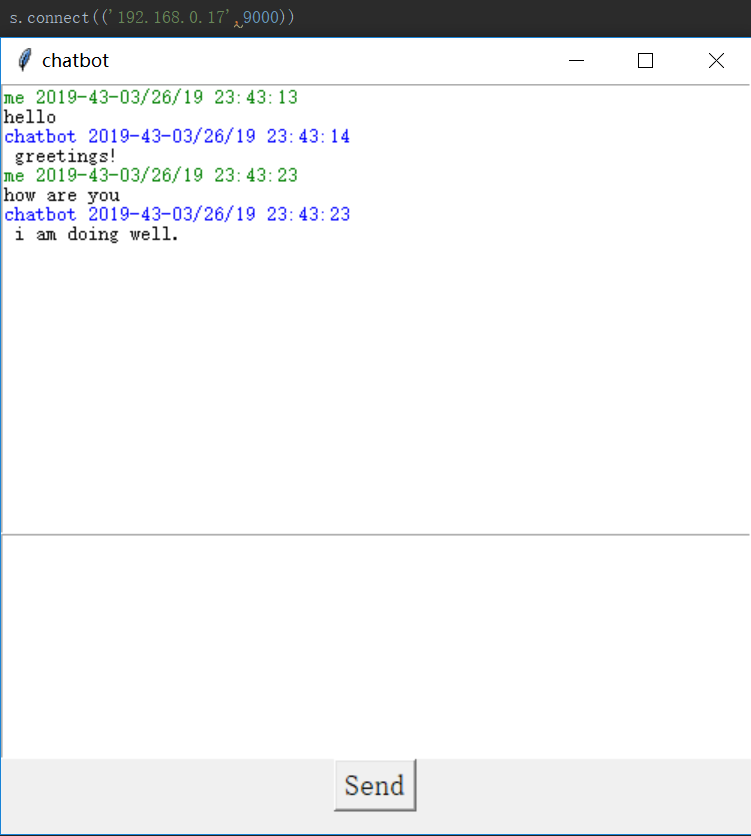 s.connect(('192.168.0.17',9000))
chatbot
me 2019-43-03/26/19 23:43:13
hello
chatbot 2019-43-03/26/19 23:43:14
greetings!
me 2019-43-03/26/19 23:43:23
how are you
chatbot 2019-43-03/26/19 23:43:23
i am doing well.
Send